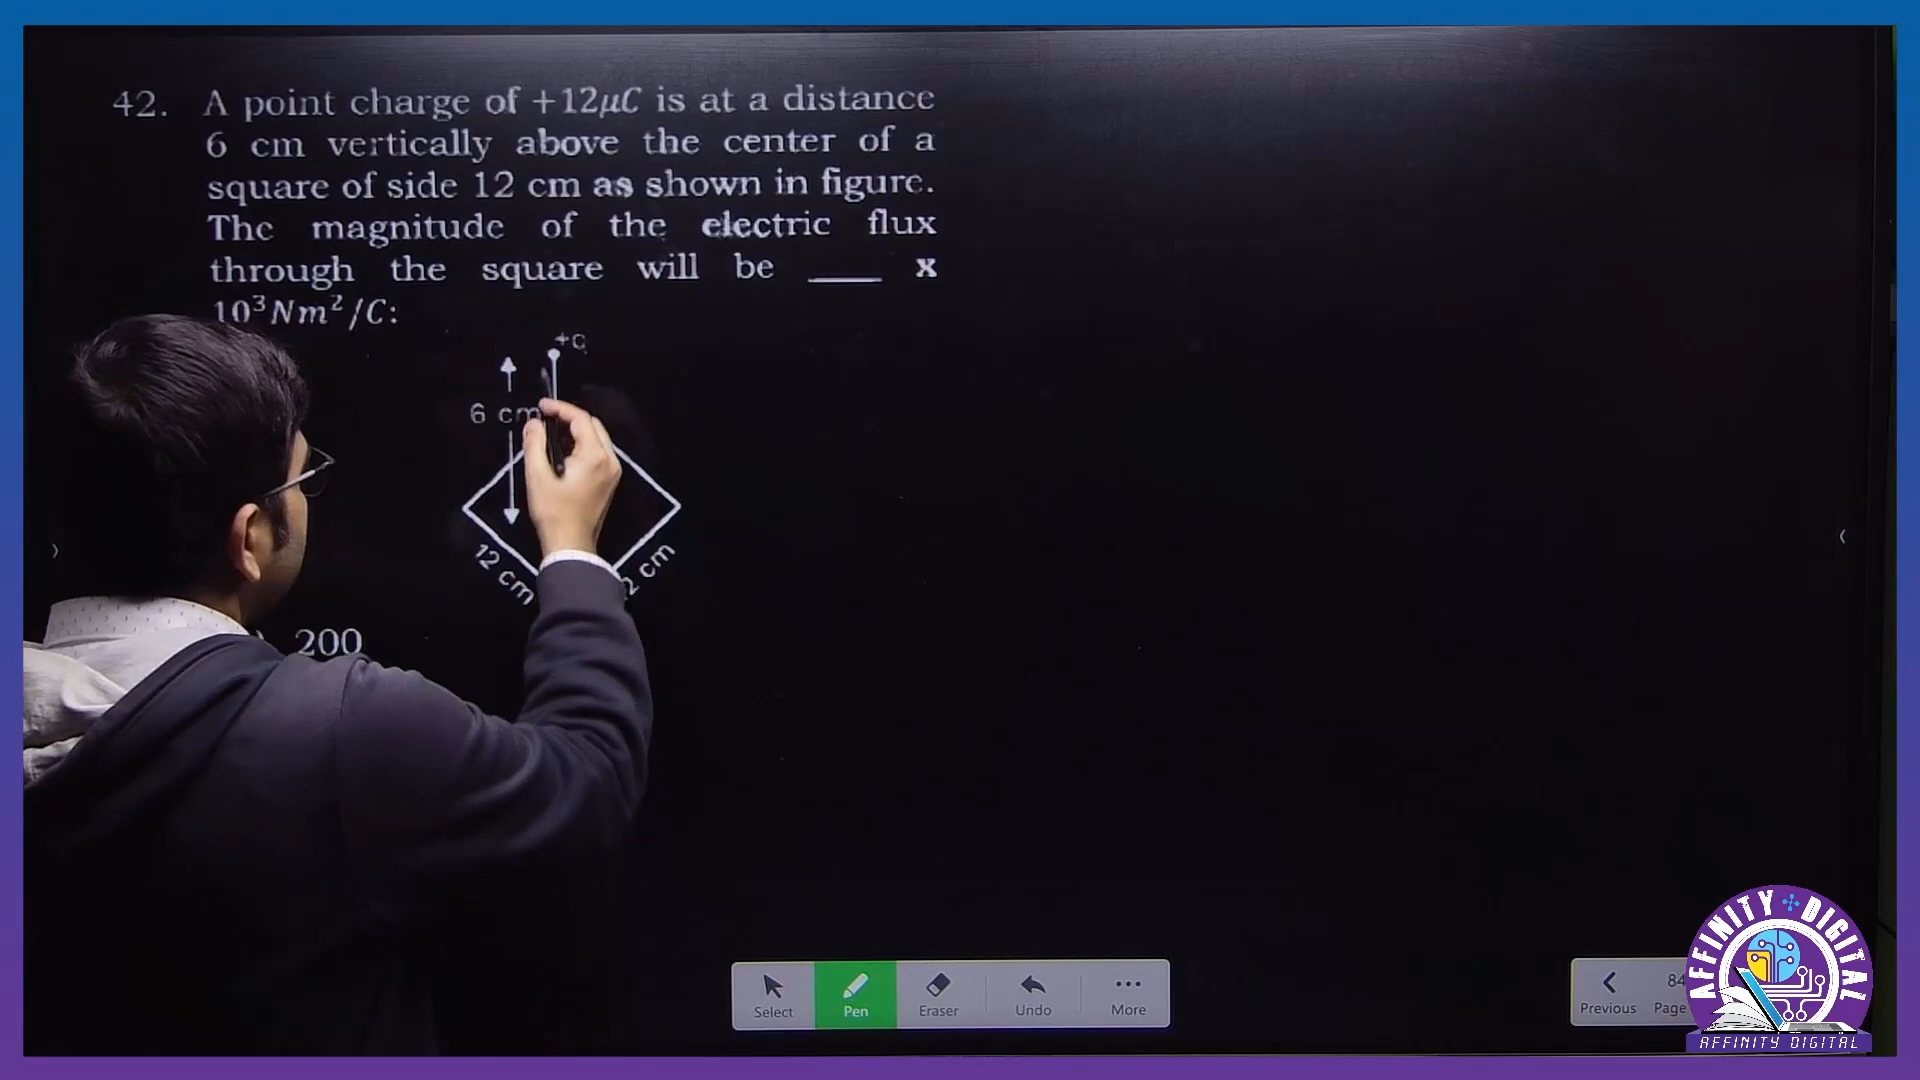 42. A point charge of +12μC is at a distance
6 cm vertically above the center of a
square of side 12 cm as shown in figure.
The magnitude of the electric flux
through the square will be ____ x
10³Nm²/C:
6 cm
12 cm
cm
200
Select
Pen
Eraser
Undo
More
Previous
84
Page
AFFINITY DIGITAL
AFFINITY DIGITAL